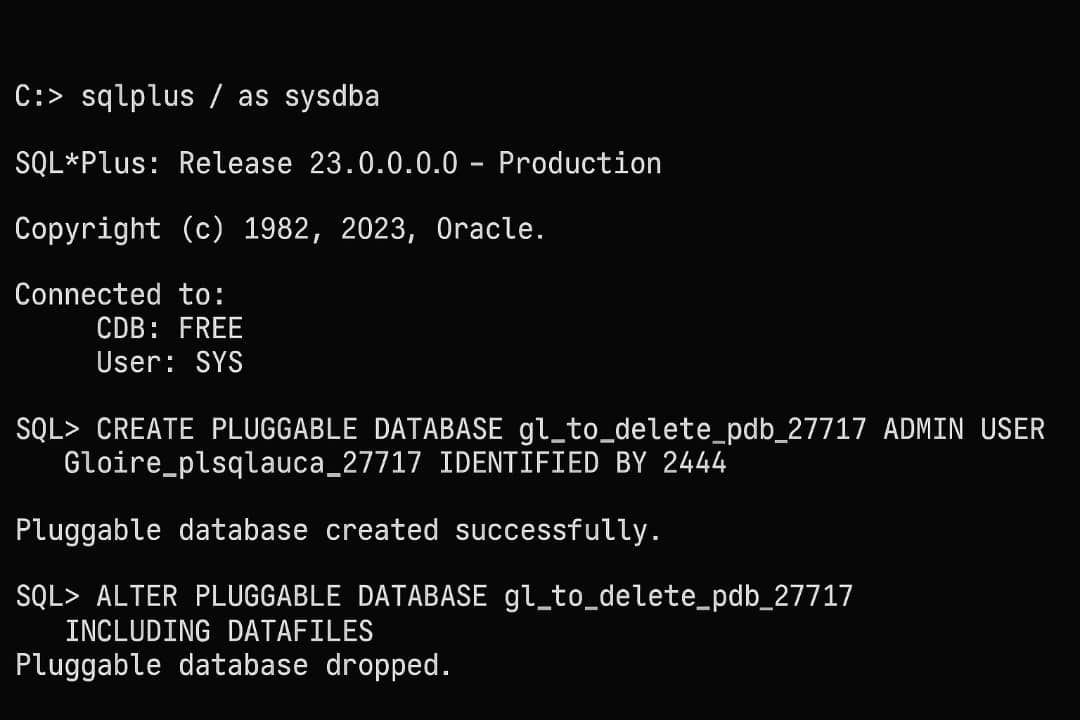 C:> sqlplus / as sysdba
SQL*Plus: Release 23.0.0.0.0 – Production
Copyright (c) 1982, 2023, Oracle.
Connected to:
CDB: FREE
User: SYS
SQL> CREATE PLUGGABLE DATABASE gl_to_delete_pdb_27717 ADMIN USER
Gloire_plsqlauca_27717 IDENTIFIED BY 2444
Pluggable database created successfully.
SQL> ALTER PLUGGABLE DATABASE gl_to_delete_pdb_27717
INCLUDING DATAFILES
Pluggable database dropped.